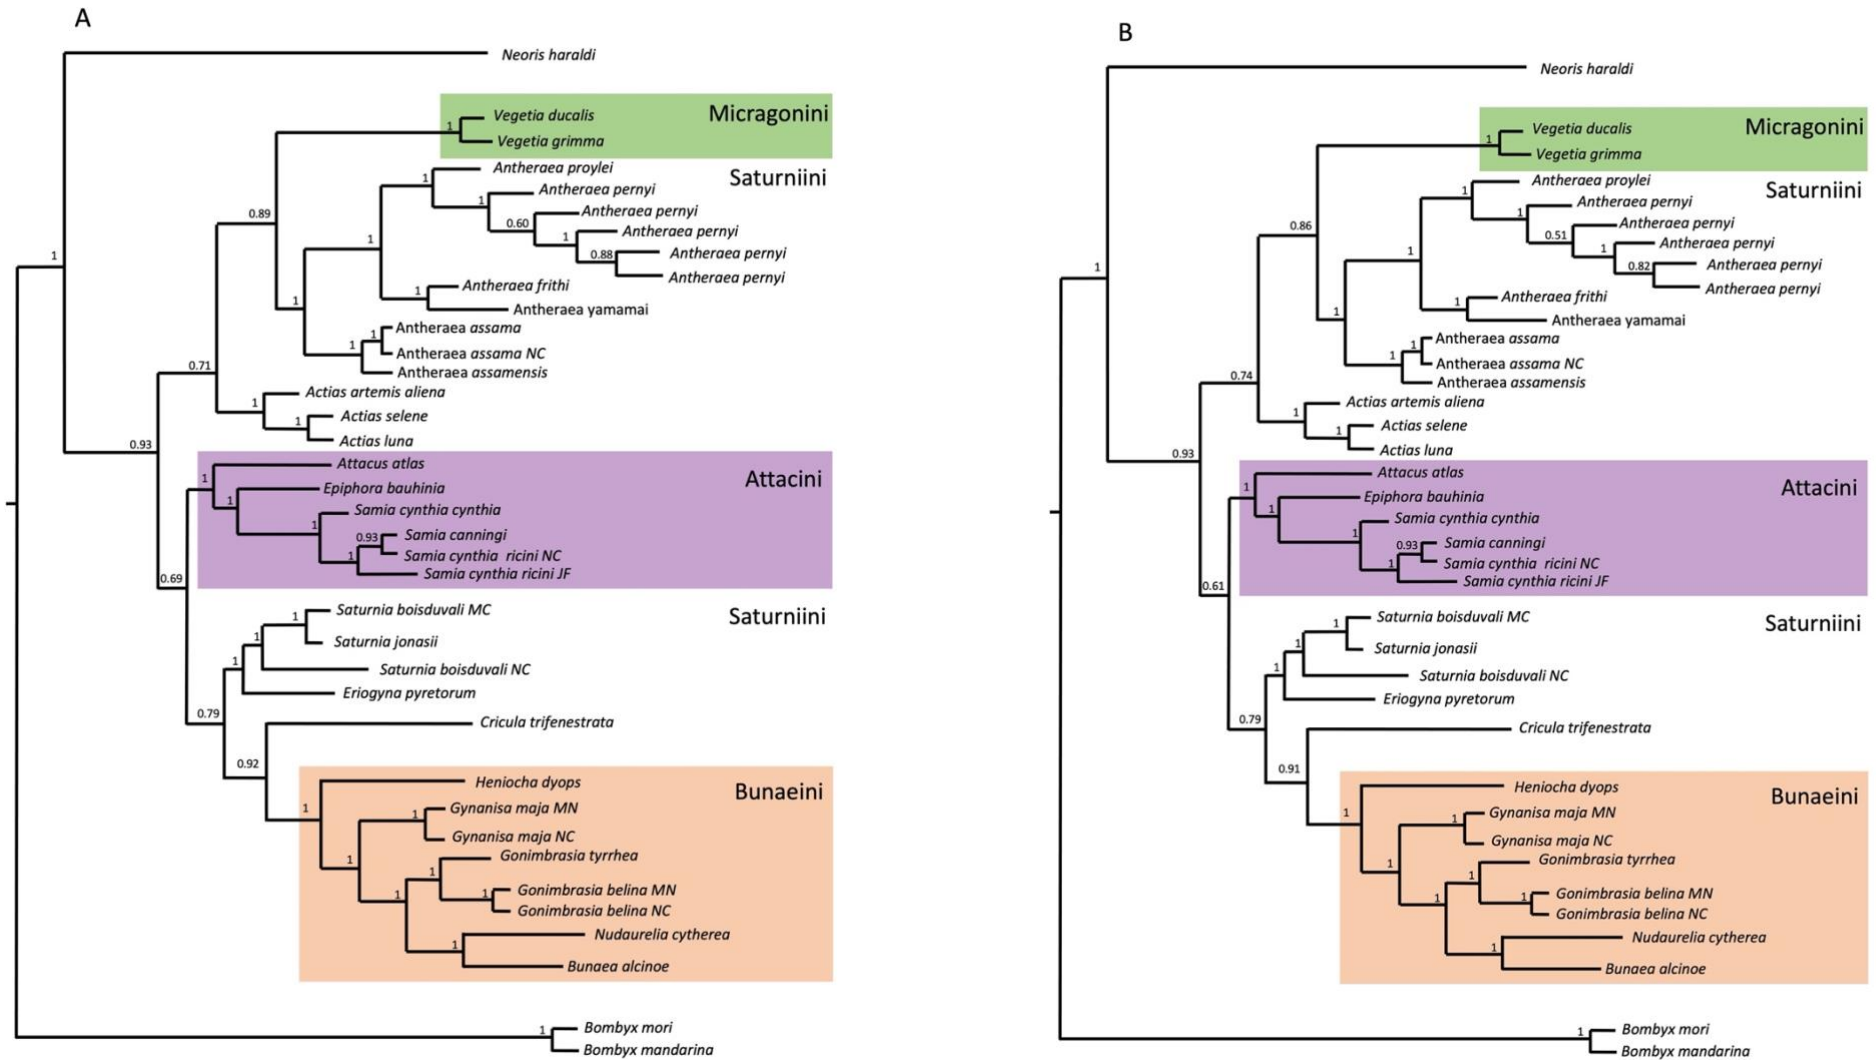 A
Neoris haraldi
1
Vegetia ducalis
Micragonini
1
Vegetia grimma
Antheraea proylei
Saturniini
1
Antheraea pernyi
1
Antheraea pernyi
0.60
0.89
Antheraea pernyi
1
1
Antheraea pernyi
0.88
Antheraea pernyi
Antheraea frithi
1
Antheraea yamamai
1
Antheraea assama
1
1
Antheraea assama NC
Antheraea assamensis
0.71
Actias artemis aliena
1
Actias selene
1
Actias luna
0.93
Attacus atlas
Attacini
1
Epiphora bauhinia
1
Samia cynthia cynthia
1
Samia canningi
0.93
Samia cynthia ricini NC
1
Samia cynthia ricini JF
0.69
Saturnia boisduvali MC
Saturniini
1
1
Saturnia jonasii
1
Saturnia boisduvali NC
Eriogyna pyretorum
0.79
Cricula trifenestrata
0.92
Heniocha dyops
Bunaeini
1
Gynanisa maja MN
1
Gynanisa maja NC
1
Gonimbrasia tyrrhea
1
1
Gonimbrasia belina MN
1
Gonimbrasia belina NC
Nudaurelia cytherea
1
Bunaea alcinoe
1
Bombyx mori
Bombyx mandarina
B
Neoris haraldi
1
Vegetia ducalis
Micragonini
1
Vegetia grimma
Antheraea proylei
Saturniini
1
Antheraea pernyi
1
Antheraea pernyi
0.51
0.86
Antheraea pernyi
1
1
Antheraea pernyi
0.82
Antheraea pernyi
Antheraea frithi
1
Antheraea yamamai
1
Antheraea assama
1
1
Antheraea assama NC
Antheraea assamensis
0.74
Actias artemis aliena
1
Actias selene
1
Actias luna
0.93
Attacus atlas
Attacini
1
Epiphora bauhinia
1
Samia cynthia cynthia
1
Samia canningi
0.93
Samia cynthia ricini NC
1
Samia cynthia ricini JF
0.61
Saturnia boisduvali MC
Saturniini
1
1
Saturnia jonasii
1
Saturnia boisduvali NC
Eriogyna pyretorum
0.79
Cricula trifenestrata
0.91
Heniocha dyops
Bunaeini
1
Gynanisa maja MN
1
Gynanisa maja NC
1
Gonimbrasia tyrrhea
1
1
Gonimbrasia belina MN
1
Gonimbrasia belina NC
Nudaurelia cytherea
1
Bunaea alcinoe
1
Bombyx mori
Bombyx mandarina